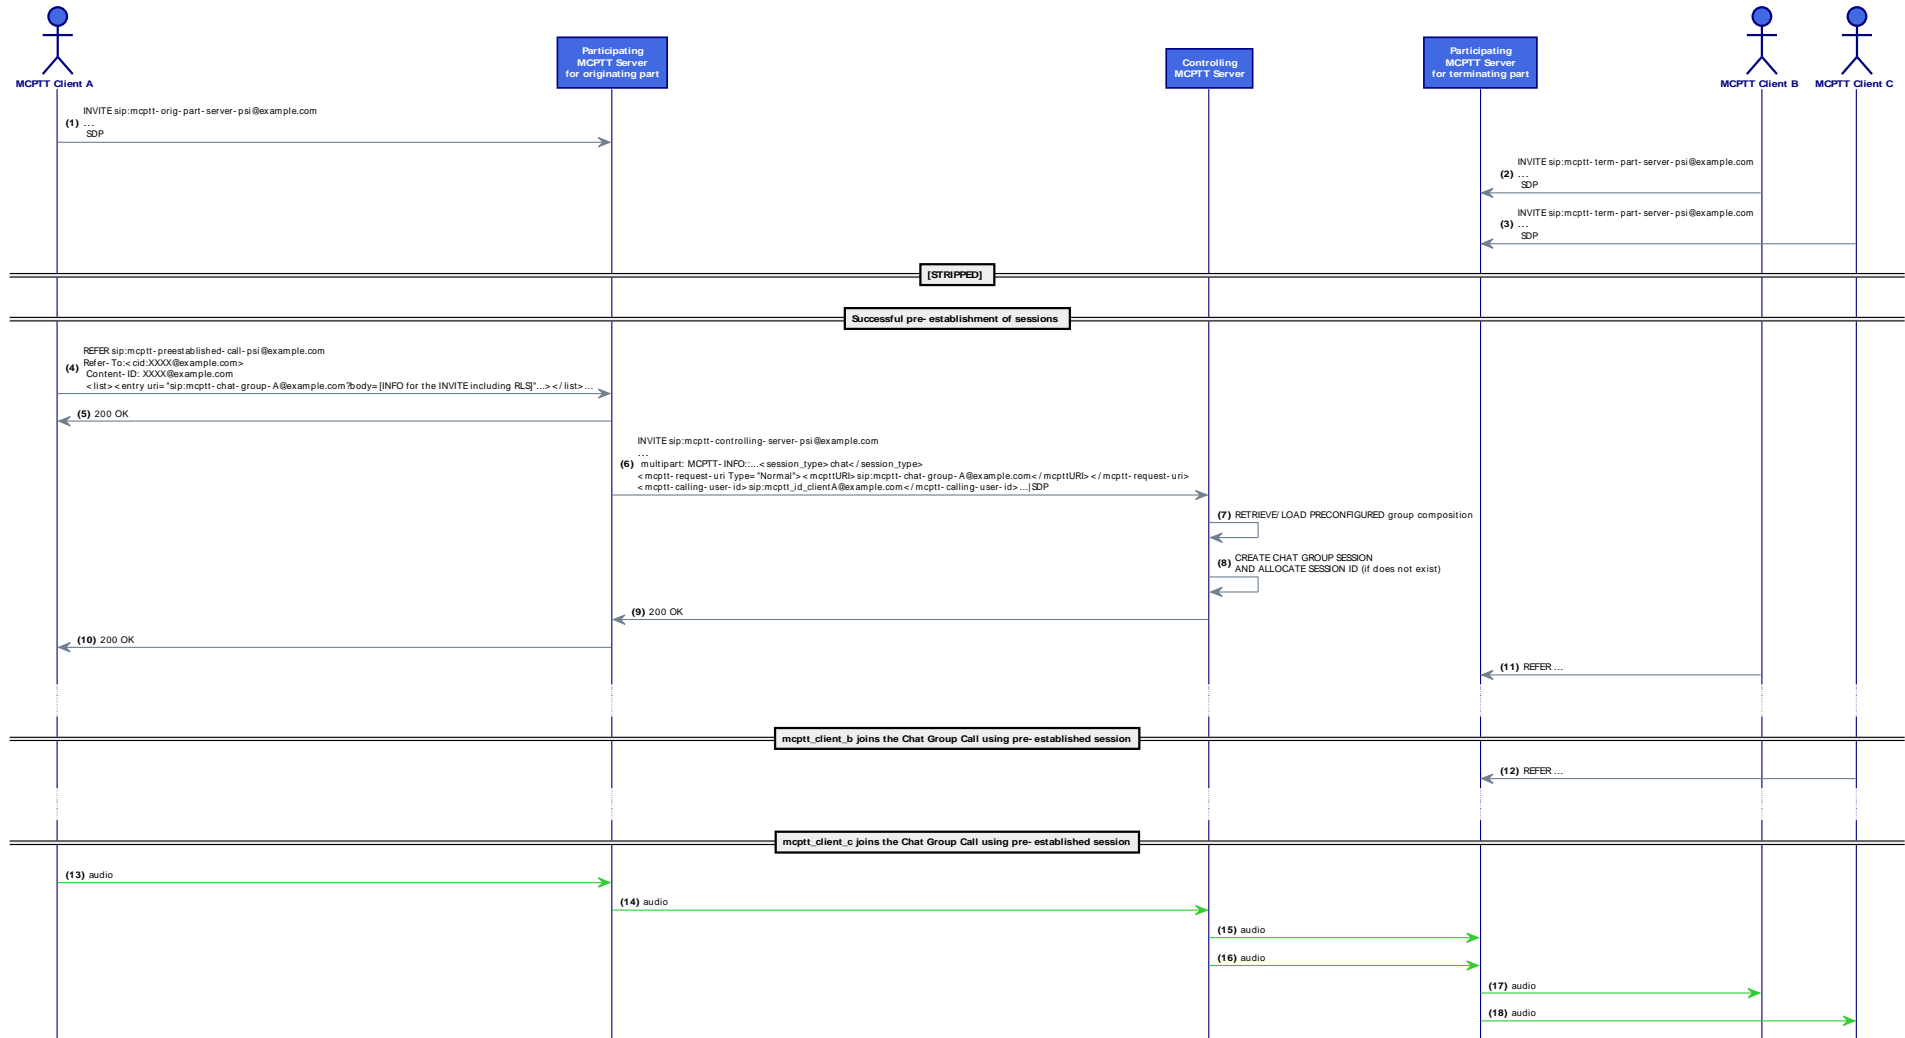 MCPTT Client A
Participating
MCPTT Server
for originating part
Controlling
MCPTT Server
Participating
MCPTT Server
for terminating part
MCPTT Client B
MCPTT Client C
INVITE sip:mcptt-orig-part-server-psi@example.com
(1) ...
SDP
INVITE sip:mcptt-term-part-server-psi@example.com
(2) ...
SDP
INVITE sip:mcptt-term-part-server-psi@example.com
(3) ...
SDP
[STRIPPED]
Successful pre-establishment of sessions
REFER sip:mcptt-preestablished-call-psi@example.com
(4) Refer-To:<cid:XXXX@example.com>
Content-ID: XXXX@example.com
<list><entry uri="sip:mcptt-chat-group-A@example.com?body=[INFO for the INVITE including RLS]"...></list>...
(5) 200 OK
INVITE sip:mcptt-controlling-server-psi@example.com
...
(6) multipart: MCPTT-INFO::...<session_type>chat</session_type>
<mcptt-request-uri Type="Normal"><mcpttURI>sip:mcptt-chat-group-A@example.com</mcpttURI></mcptt-request-uri>
<mcptt-calling-user-id>sip:mcptt_id_clientA@example.com</mcptt-calling-user-id>...|SDP
(7) RETRIEVE/LOAD PRECONFIGURED group composition
(8) CREATE CHAT GROUP SESSION
AND ALLOCATE SESSION ID (if does not exist)
(9) 200 OK
(10) 200 OK
(11) REFER ...
mcptt_client_b joins the Chat Group Call using pre-established session
(12) REFER ...
mcptt_client_c joins the Chat Group Call using pre-established session
(13) audio
(14) audio
(15) audio
(16) audio
(17) audio
(18) audio